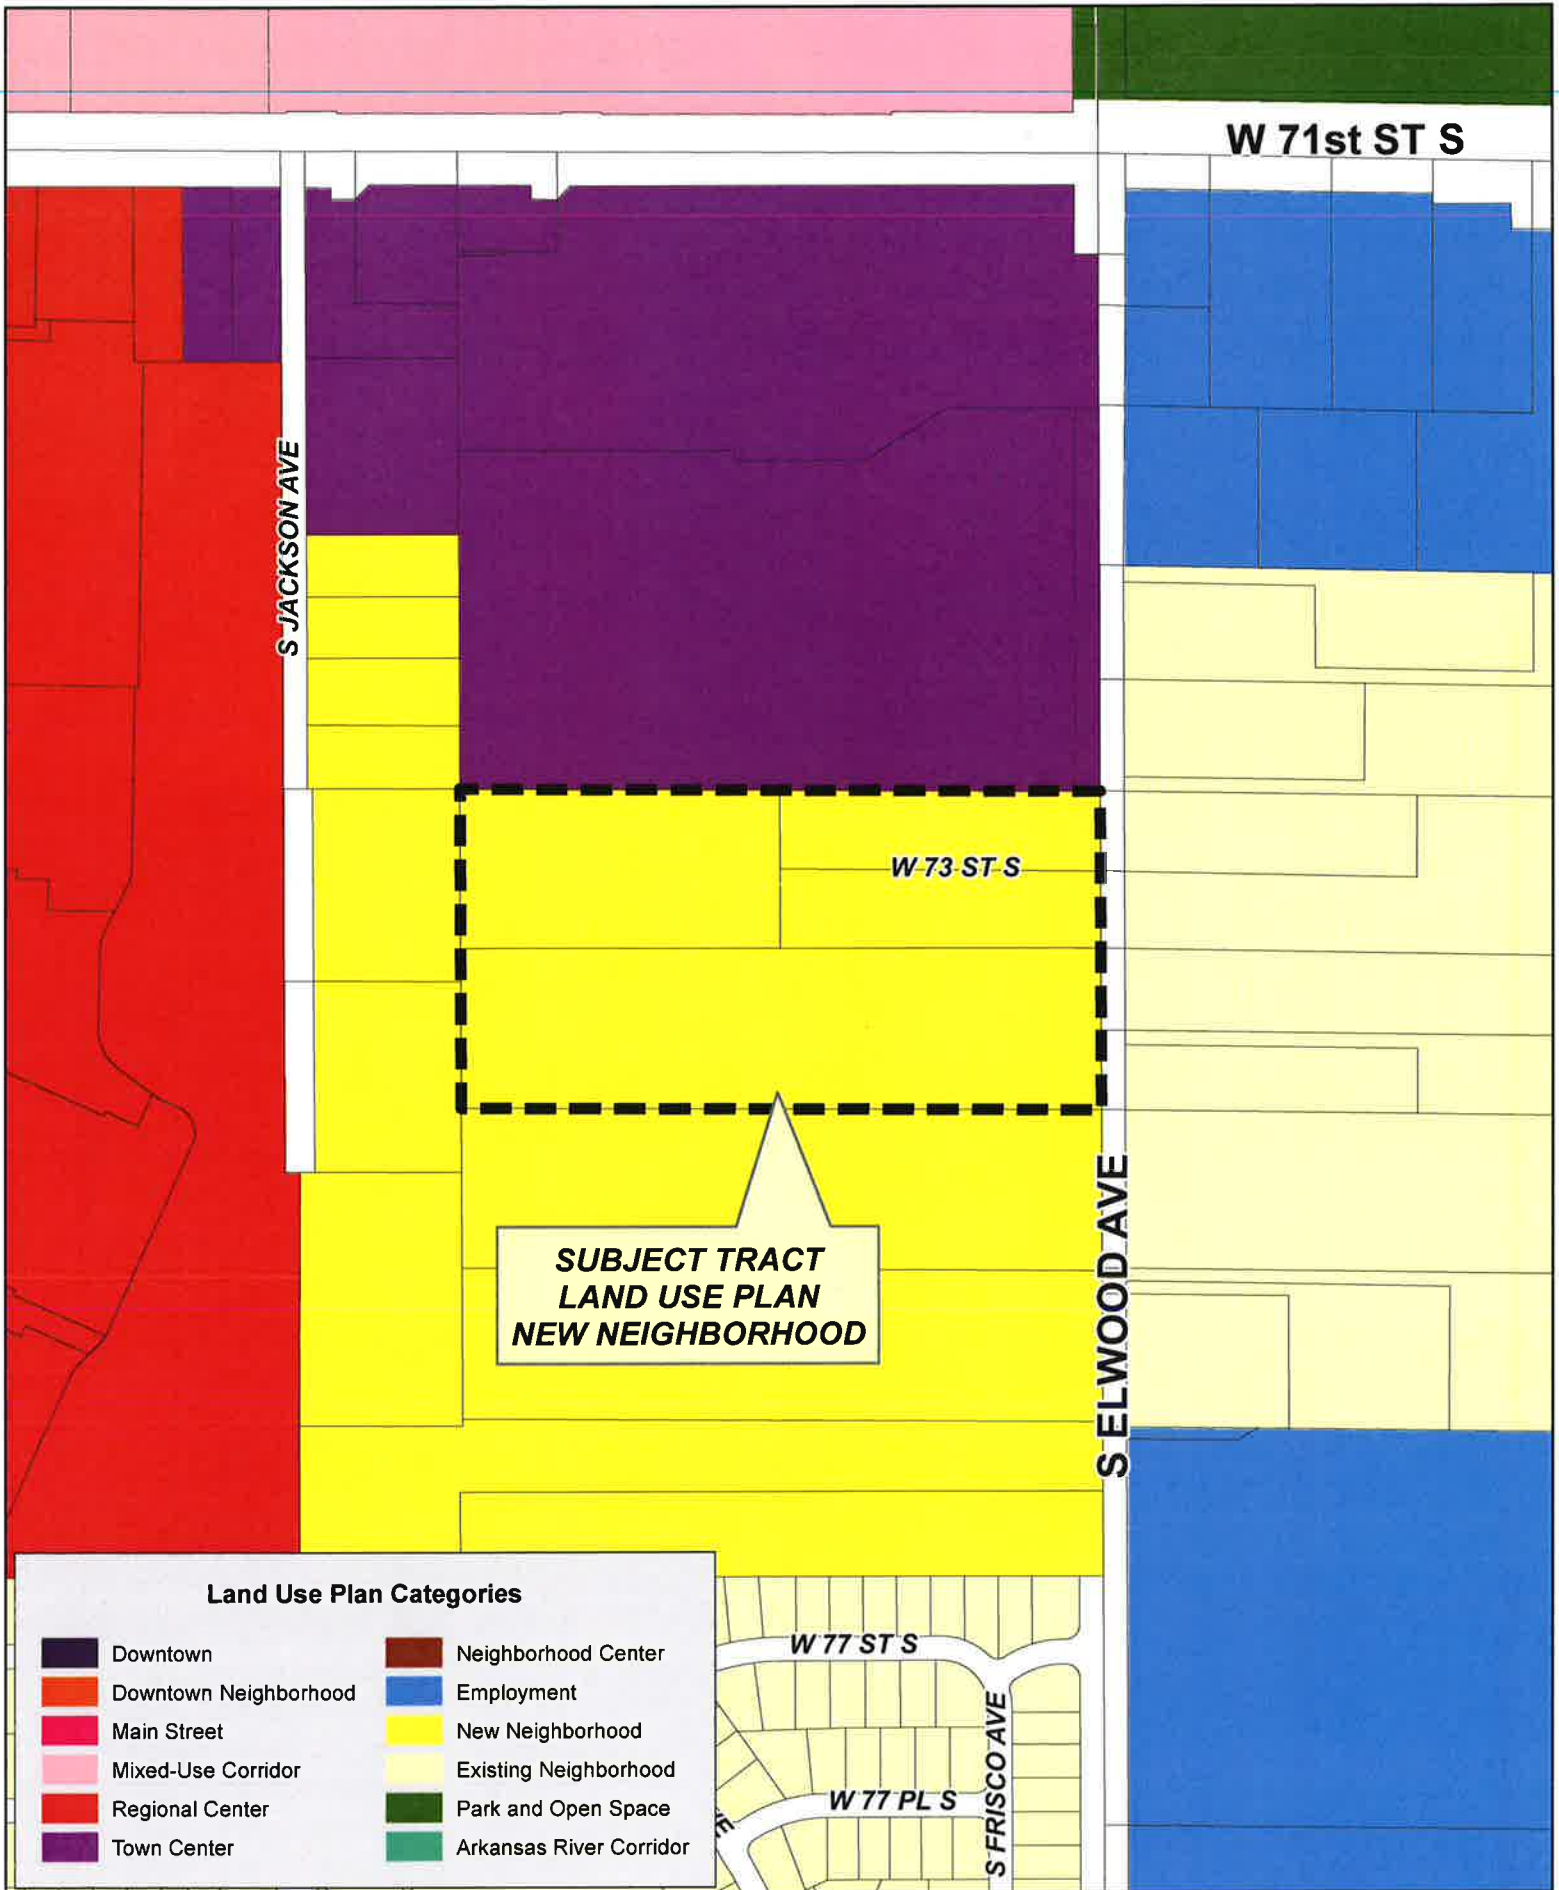 W 71st ST S
S JACKSON AVE
W 73 ST S
SUBJECT TRACT
LAND USE PLAN
NEW NEIGHBORHOOD
S ELWOOD AVE
Land Use Plan Categories
Downtown
Downtown Neighborhood
Main Street
Mixed-Use Corridor
Regional Center
Town Center
Neighborhood Center
Employment
New Neighborhood
Existing Neighborhood
Park and Open Space
Arkansas River Corridor
W 77 ST S
S FRISCO AVE
W 77 PL S